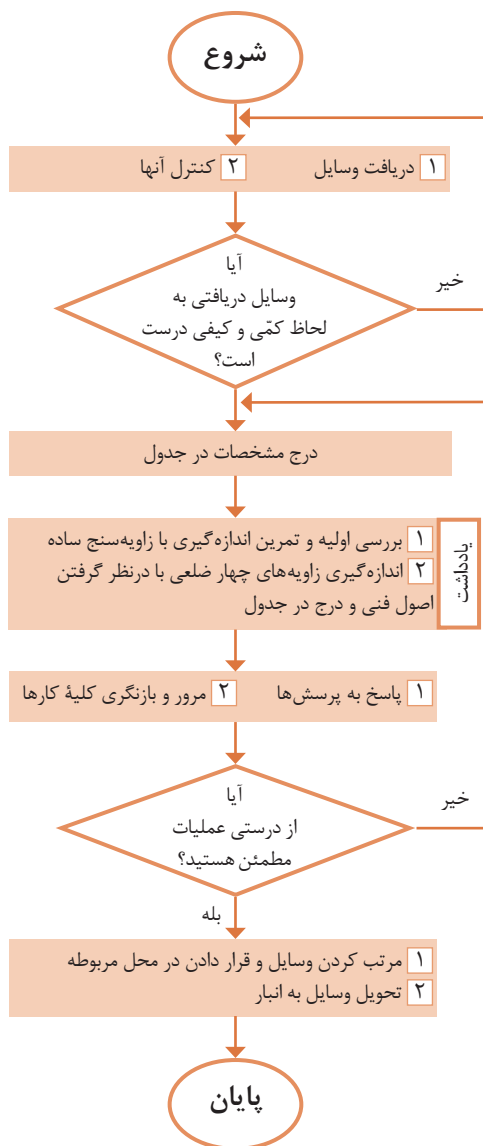 شروع
۱ دریافت وسایل ۲ کنترل آنها
آیا
وسایل دریافتی به
لحاظ کمّی و کیفی درست
است؟
خیر
درج مشخصات در جدول
۱ بررسی اولیه و تمرین اندازه‌گیری با زاویه‌سنج ساده
۲ اندازه‌گیری زاویه‌های چهار ضلعی با درنظر گرفتن
اصول فنی و درج در جدول
یادداشت
۱ پاسخ به پرسش‌ها ۲ مرور و بازنگری کلیۀ کارها
آیا
از درستی عملیات
مطمئن هستید؟
خیر
بله
۱ مرتب کردن وسایل و قرار دادن در محل مربوطه
۲ تحویل وسایل به انبار
پایان